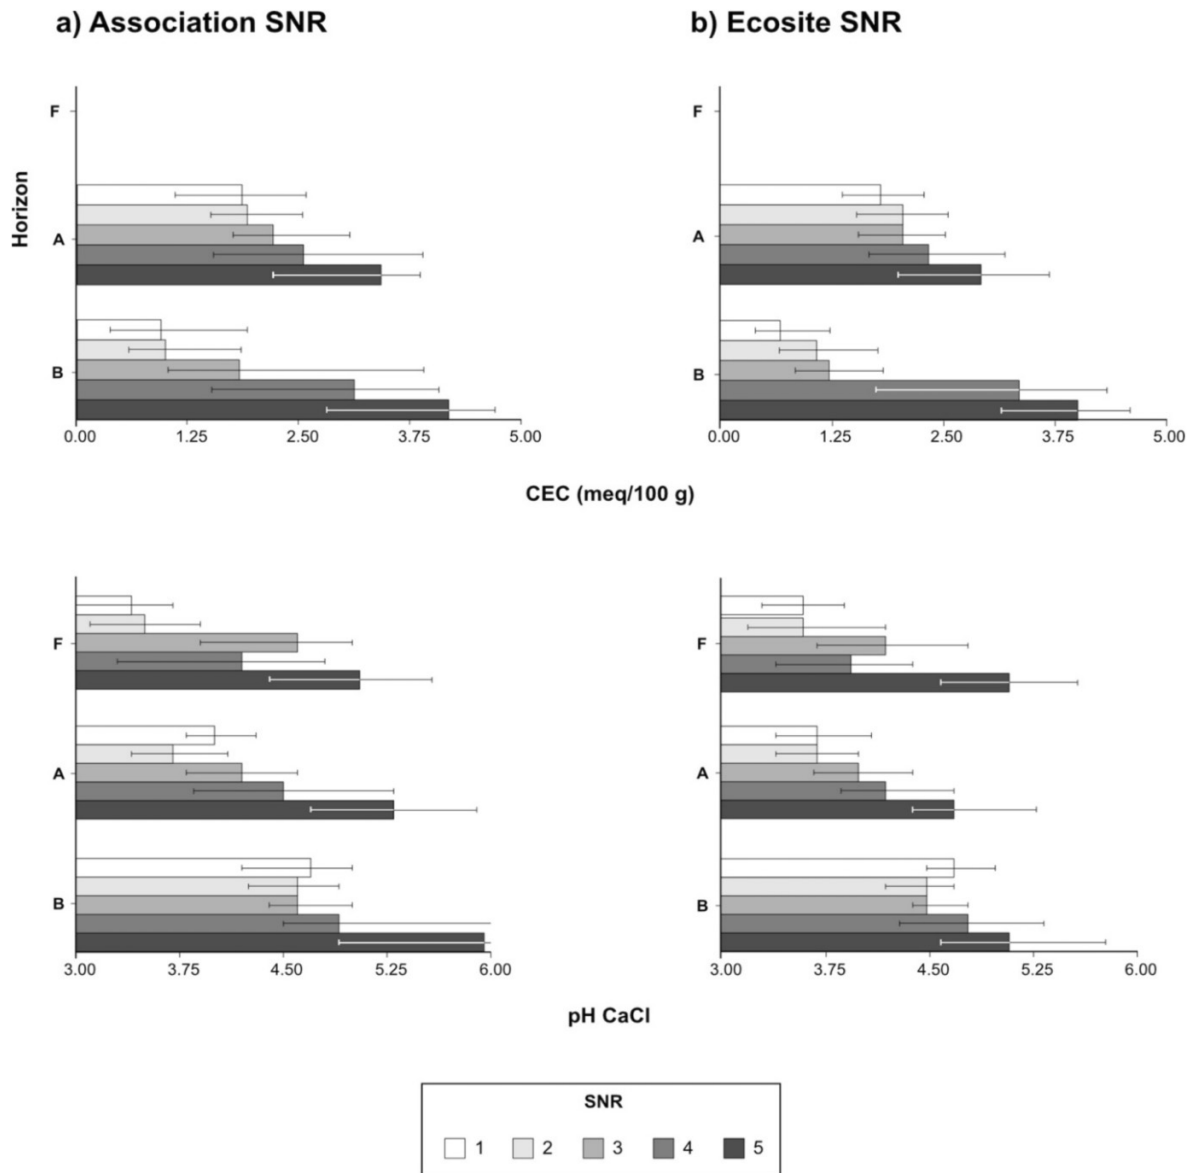 a) Association SNR
b) Ecosite SNR
Horizon
F
A
B
0.00 1.25 2.50 3.75 5.00
F
A
B
0.00 1.25 2.50 3.75 5.00
CEC (meq/100 g)
F
A
B
3.00 3.75 4.50 5.25 6.00
F
A
B
3.00 3.75 4.50 5.25 6.00
pH CaCl
SNR
1 2 3 4 5